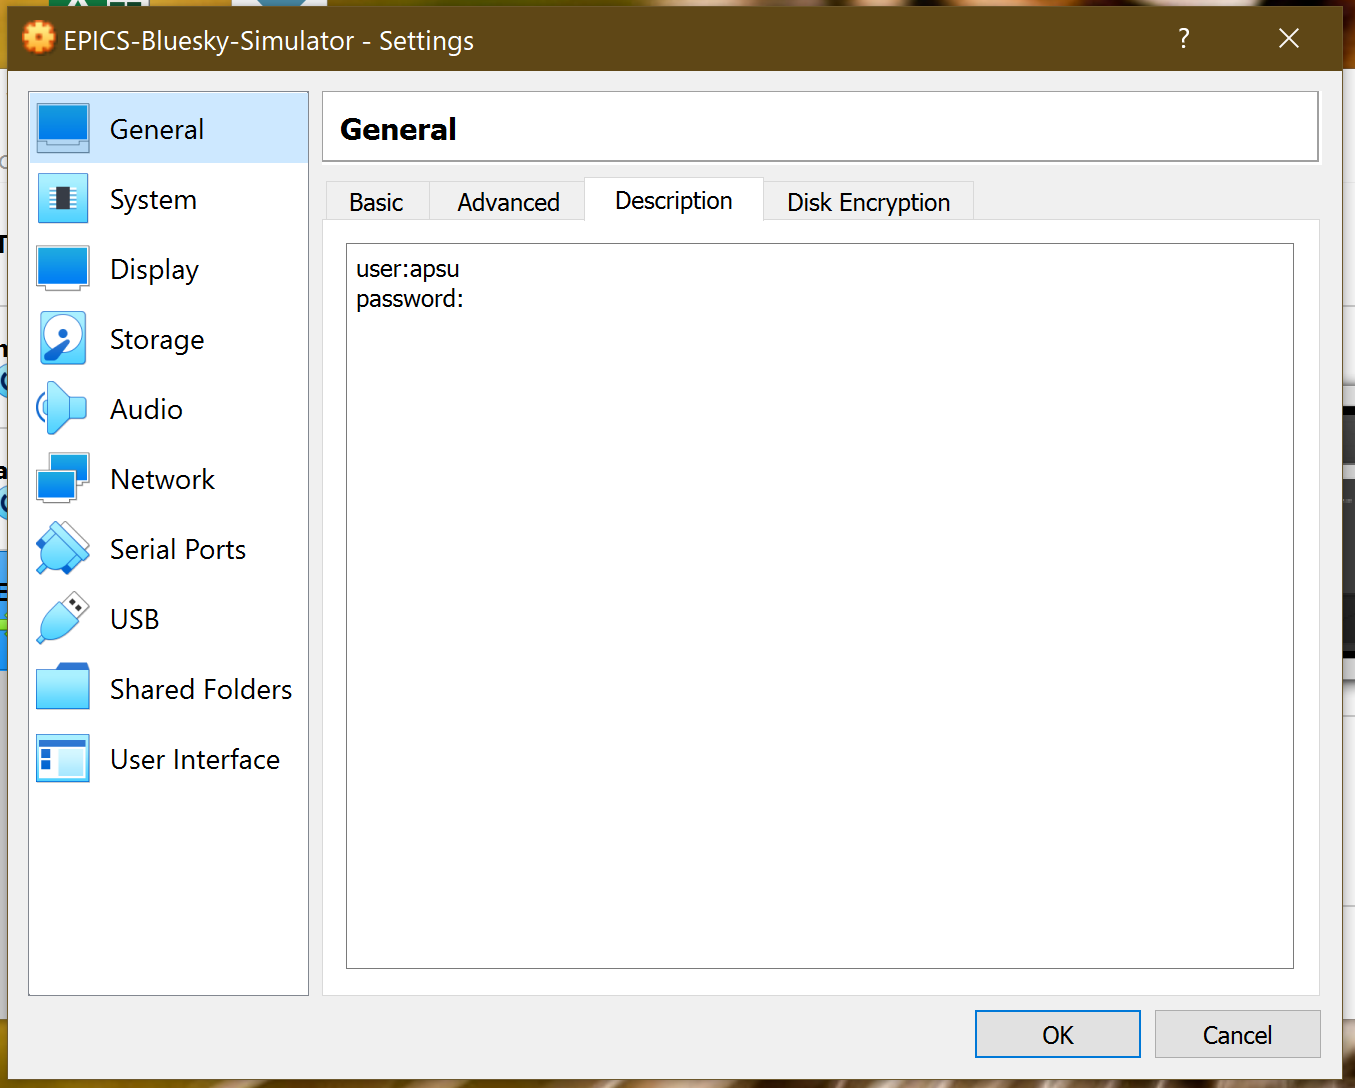 EPICS-Bluesky-Simulator - Settings
?
General
System
Display
Storage
Audio
Network
Serial Ports
USB
Shared Folders
User Interface
General
Basic Advanced Description Disk Encryption
user:apsu
password:
OK Cancel